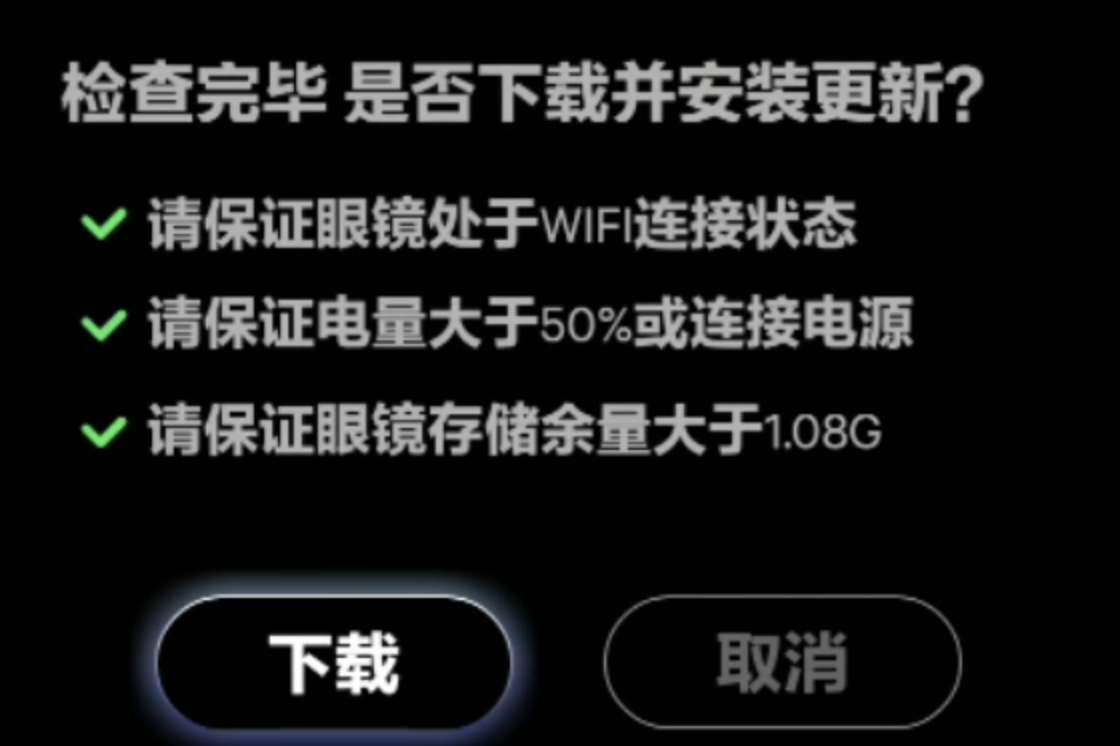 检查完毕 是否下载并安装更新?
请保证眼镜处于WIFI连接状态
请保证电量大于50%或连接电源
请保证眼镜存储余量大于1.08G
下载
取消